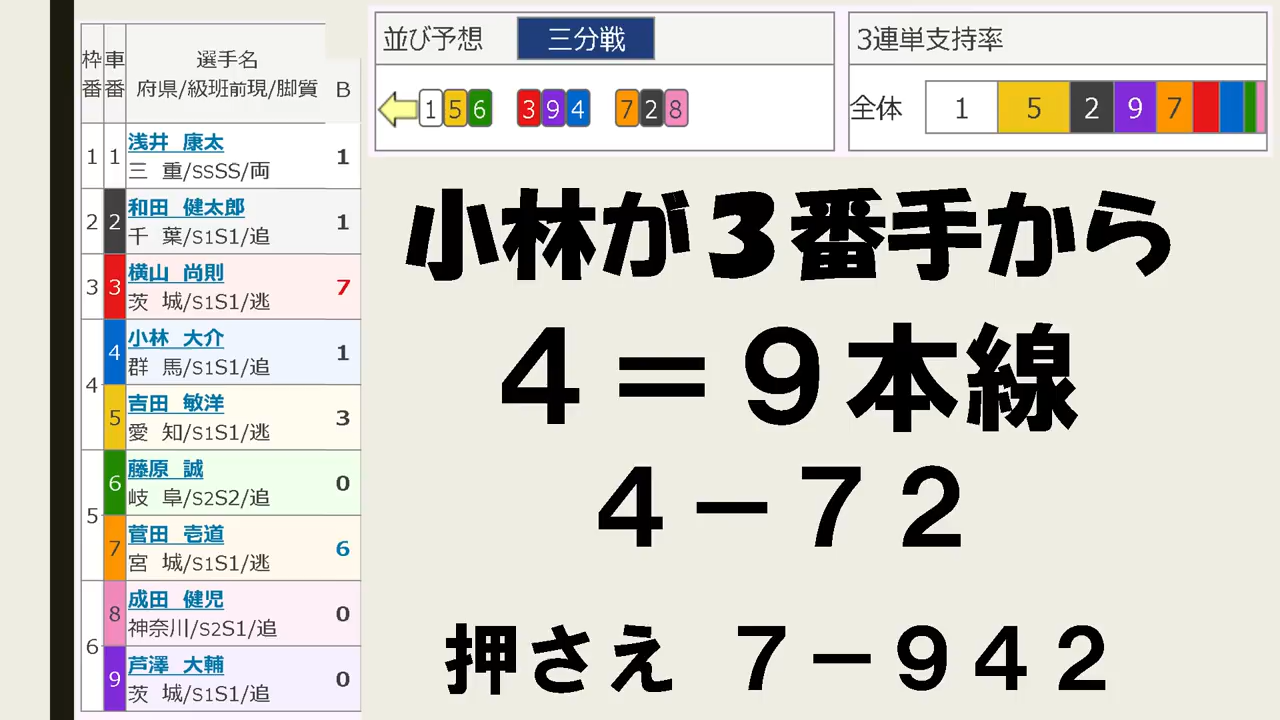 枠番 車番 選手名 府県/級班前現/脚質 B
1 1 浅井 康太 1
三 重/SSSS/両
2 2 和田 健太郎 1
千 葉/S1S1/追
3 3 横山 尚則 7
茨 城/S1S1/逃
4 4 小林 大介 1
群 馬/S1S1/追
5 吉田 敏洋 3
愛 知/S1S1/逃
5 6 藤原 誠 0
岐 阜/S2S2/追
7 菅田 壱道 6
宮 城/S1S1/逃
6 8 成田 健児 0
神奈川/S2S1/追
9 芦澤 大輔 0
茨 城/S1S1/追
並び予想 三分戦
1 5 6 3 9 4 7 2 8
3連単支持率
全体 1 5 2 9 7
小林が3番手から
4=9本線
4-72
押さえ 7-942